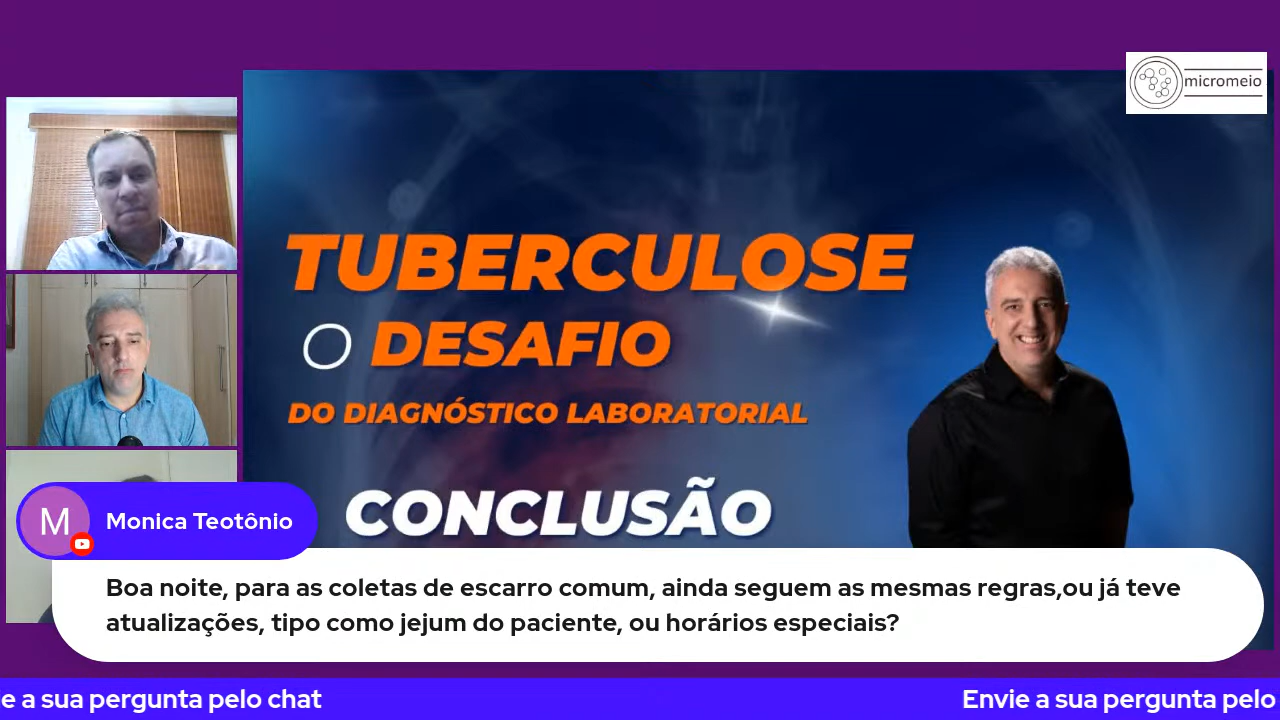 micromeio
TUBERCULOSE
O DESAFIO
DO DIAGNÓSTICO LABORATORIAL
CONCLUSÃO
M
Monica Teotônio
Boa noite, para as coletas de escarro comum, ainda seguem as mesmas regras,ou já teve
atualizações, tipo como jejum do paciente, ou horários especiais?
ie a sua pergunta pelo chat
Envie a sua pergunta pelo